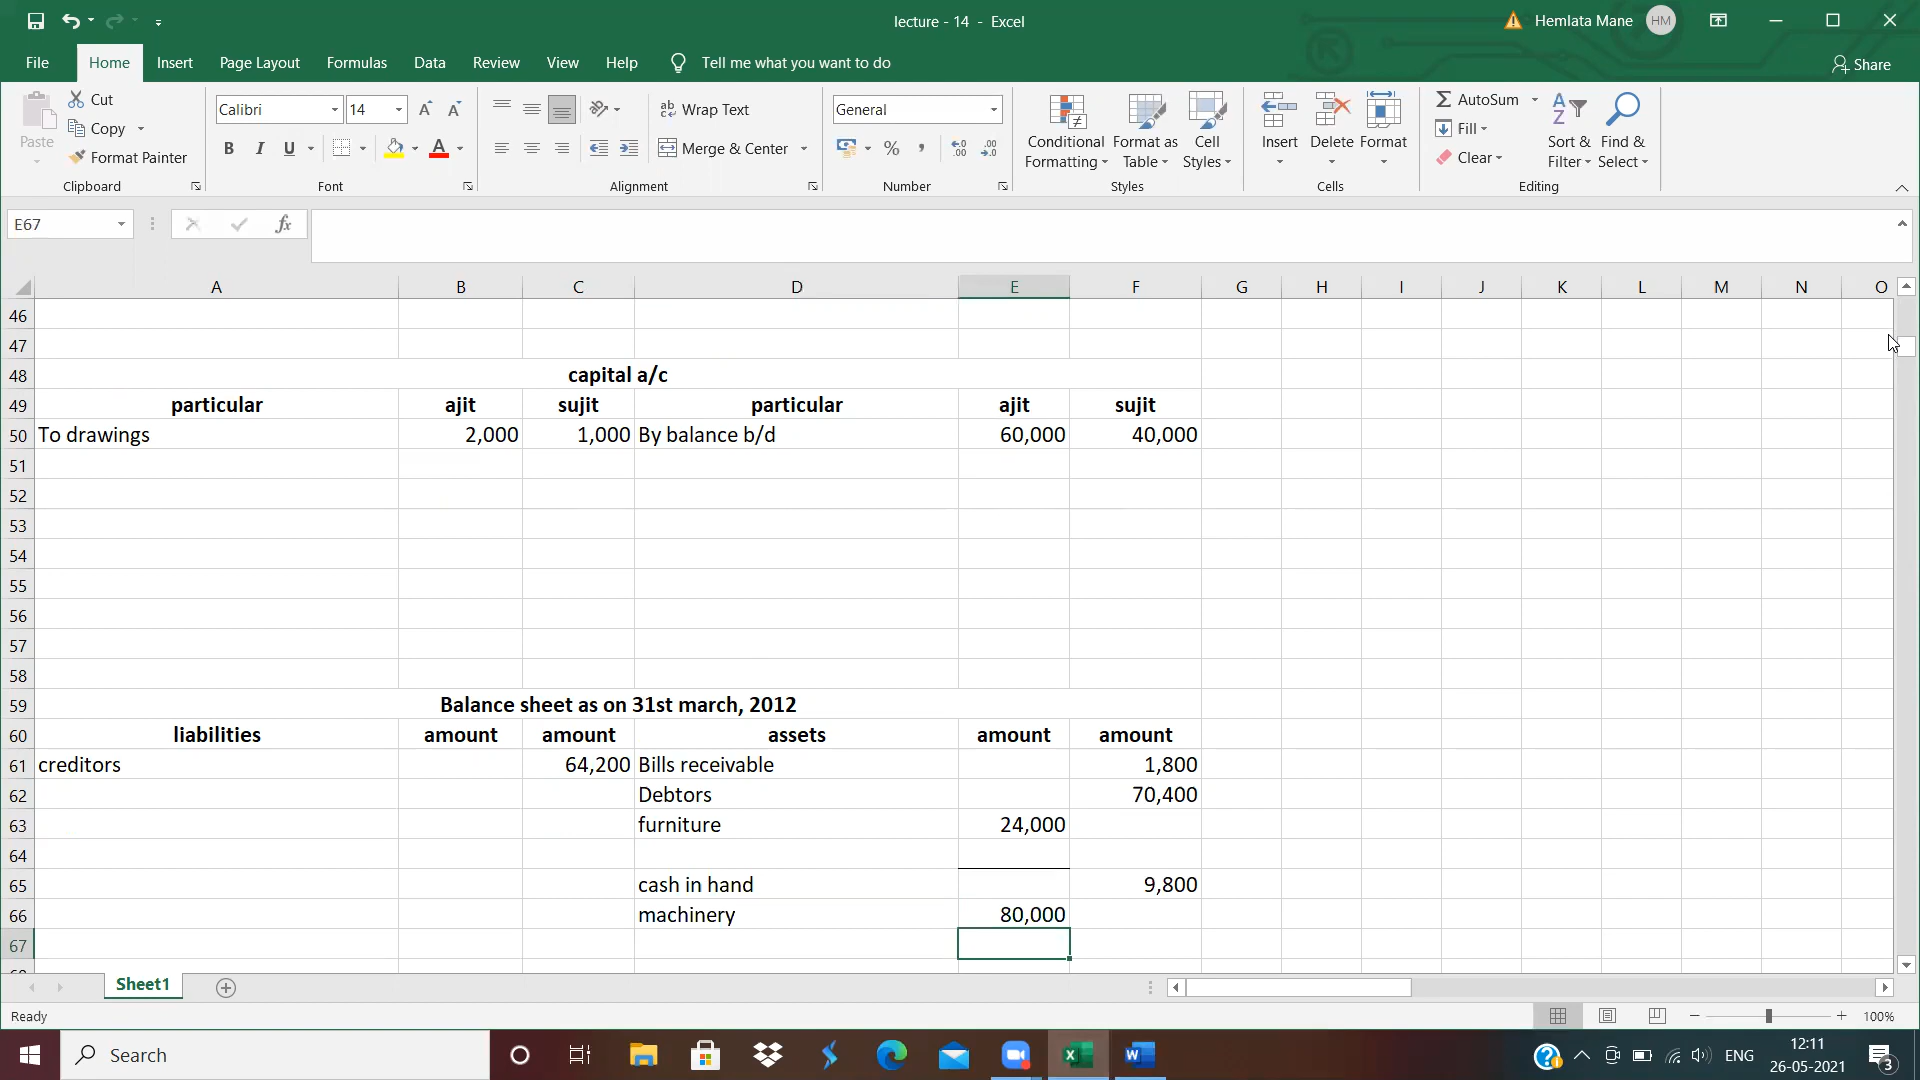 lecture - 14 - Excel
Hemlata Mane HM
File Home Insert Page Layout Formulas Data Review View Help Tell me what you want to do Share
Paste Cut Copy Format Painter Clipboard
Calibri 14 A A B I U A Font
ab Wrap Text Merge & Center Alignment
General % , .00 .00 Number
Conditional Formatting Format as Table Cell Styles Styles
Insert Delete Format Cells
AutoSum Fill Clear Sort & Filter Find & Select Editing
E67 fx
A B C D E F G H I J K L M N O
46
47
48 capital a/c
49 particular ajit sujit particular ajit sujit
50 To drawings 2,000 1,000 By balance b/d 60,000 40,000
51
52
53
54
55
56
57
58
59 Balance sheet as on 31st march, 2012
60 liabilities amount amount assets amount amount
61 creditors 64,200 Bills receivable 1,800
62 Debtors 70,400
63 furniture 24,000
64
65 cash in hand 9,800
66 machinery 80,000
67
Sheet1
Ready 100%
Search ENG 12:11
26-05-2021 3